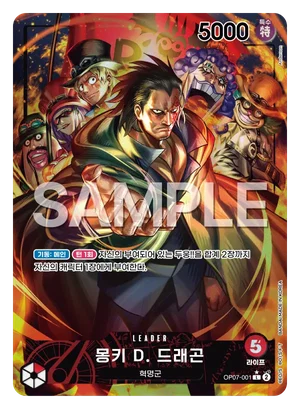 5000
특수
特
SAMPLE
기동: 메인 턴 1회 자신의 부여되어 있는 두웅!!을 합계 2장까지
자신의 캐릭터 1장에게 부여한다.
LEADER
몽키 D. 드래곤
혁명군
5
라이프
OP07-001 L
2